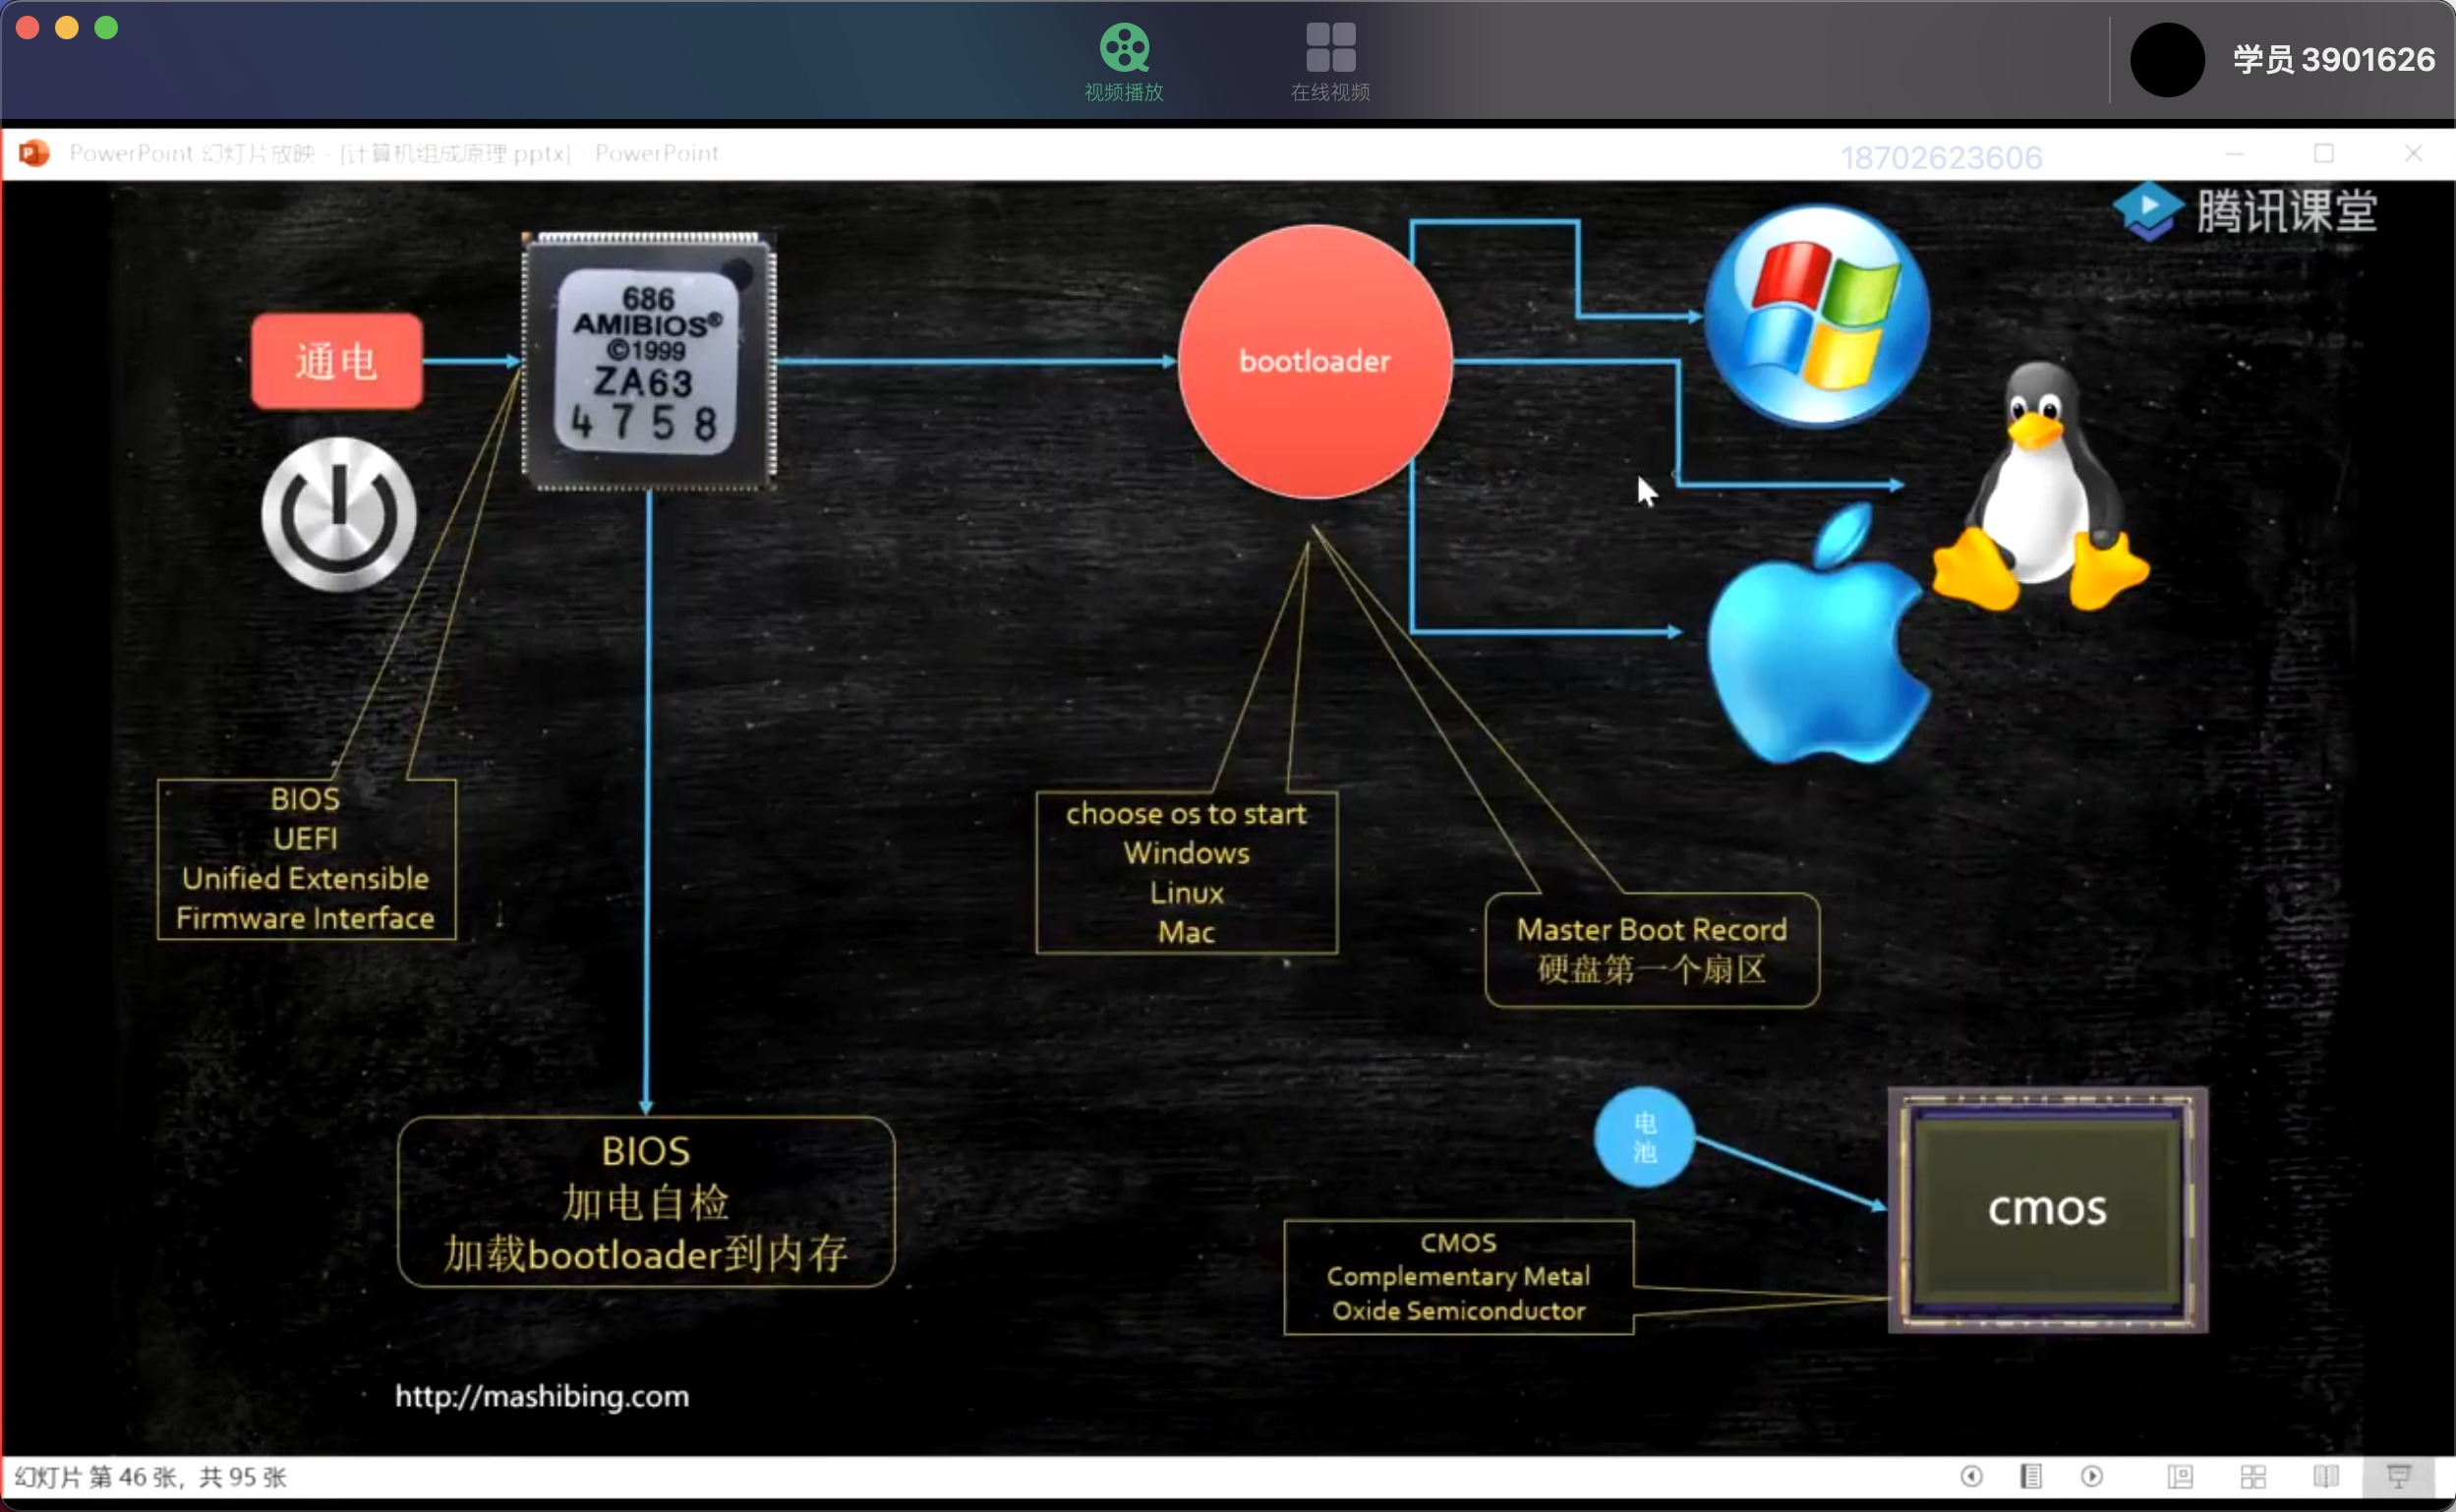 视频播放
在线视频
学员 3901626
PowerPoint 幻灯片放映 - [计算机组成原理.pptx] - PowerPoint
18702623606
腾讯课堂
通电
686
AMIBIOS®
©1999
ZA63
4758
bootloader
BIOS
UEFI
Unified Extensible
Firmware Interface
choose os to start
Windows
Linux
Mac
Master Boot Record
硬盘第一个扇区
BIOS
加电自检
加载bootloader到内存
电
池
cmos
CMOS
Complementary Metal
Oxide Semiconductor
http://mashibing.com
幻灯片 第 46 张，共 95 张